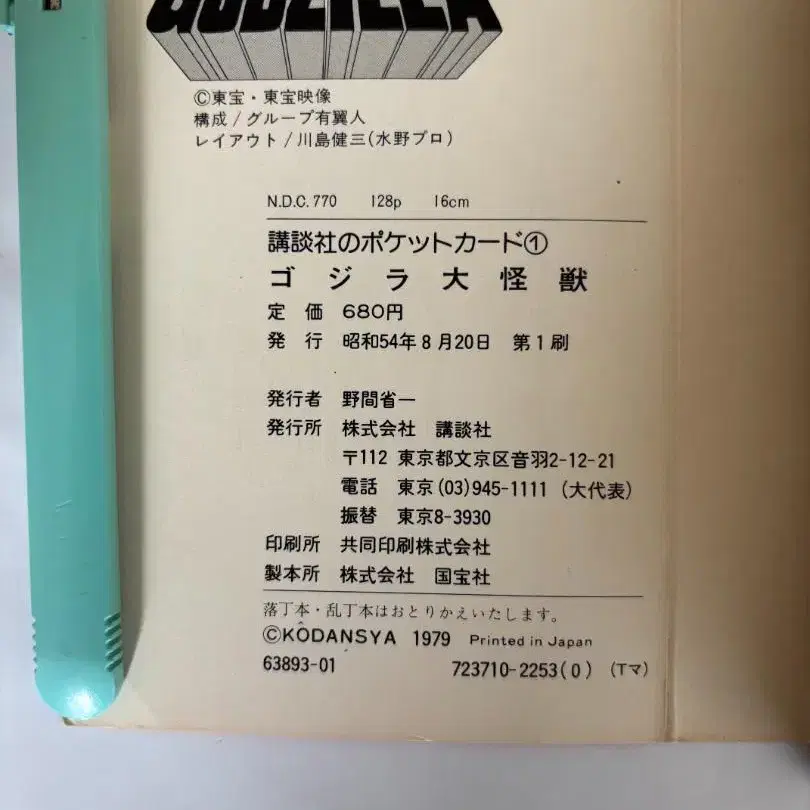 GODZILLA
©東宝・東宝映像
構成/グループ有翼人
レイアウト/川島健三(水野プロ)
N.D.C.770 128p 16cm
講談社のポケットカード①
ゴジラ大怪獣
定価 680円
発行 昭和54年8月20日 第1刷
発行者 野間省一
発行所 株式会社 講談社
〒112 東京都文京区音羽2-12-21
電話 東京(03)945-1111 (大代表)
振替 東京8-3930
印刷所 共同印刷株式会社
製本所 株式会社 国宝社
落丁本・乱丁本はおとりかえいたします。
©KŌDANSYA 1979 Printed in Japan
63893-01 723710-2253(0) (Tマ)